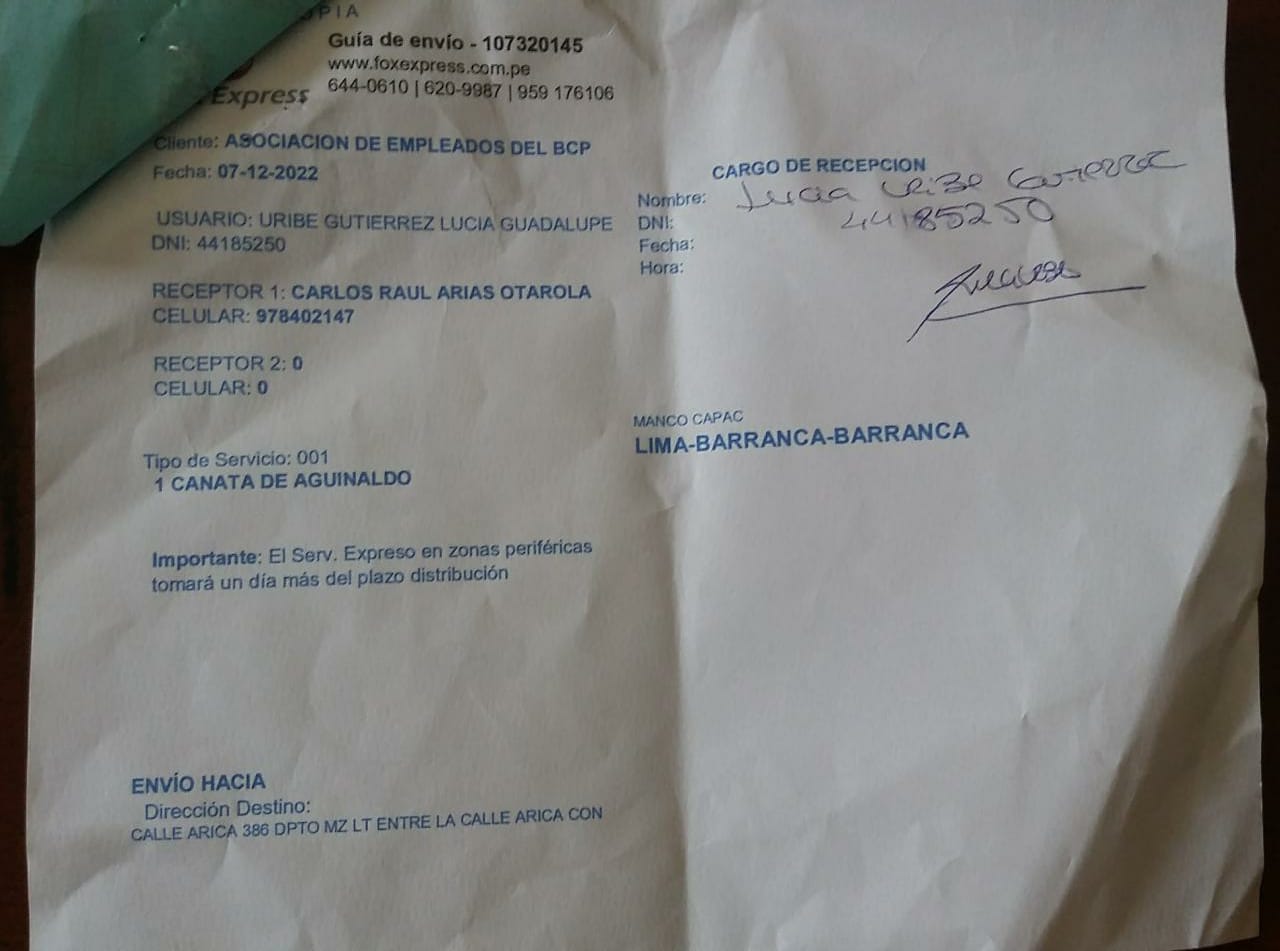 OPIA
Guía de envío - 107320145
www.foxexpress.com.pe
644-0610 | 620-9987 | 959 176106
Express
Cliente: ASOCIACION DE EMPLEADOS DEL BCP
Fecha: 07-12-2022
USUARIO: URIBE GUTIERREZ LUCIA GUADALUPE
DNI: 44185250
RECEPTOR 1: CARLOS RAUL ARIAS OTAROLA
CELULAR: 978402147
RECEPTOR 2: 0
CELULAR: 0
Tipo de Servicio: 001
1 CANATA DE AGUINALDO
Importante: El Serv. Expreso en zonas periféricas
tomará un día más del plazo distribución
ENVÍO HACIA
Dirección Destino:
CALLE ARICA 386 DPTO MZ LT ENTRE LA CALLE ARICA CON
CARGO DE RECEPCION
Nombre: Lucia Uribe Gutierrez
DNI: 44185250
Fecha:
Hora:
MANCO CAPAC
LIMA-BARRANCA-BARRANCA